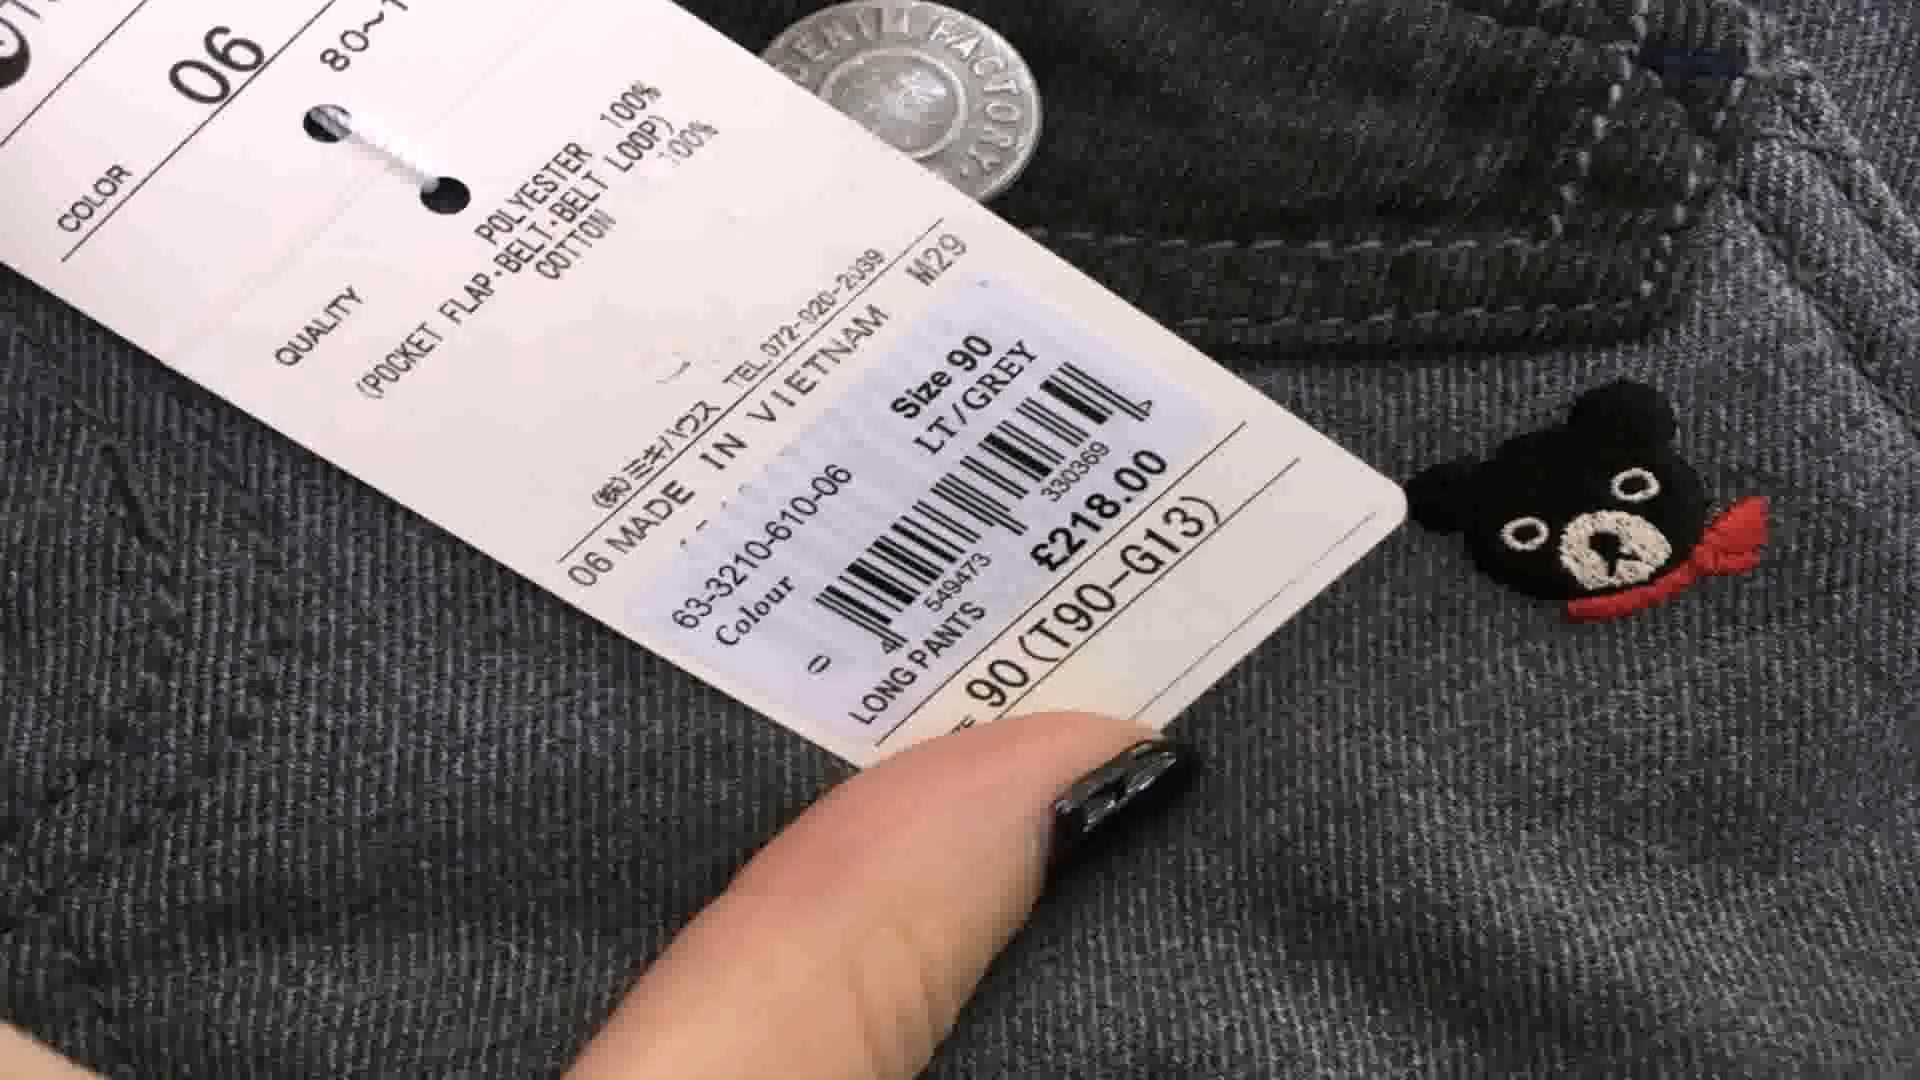 06
80~1
COLOR
QUALITY
POLYESTER 100%
(POCKET FLAP・BELT・BELT LOOP)
COTTON 100%
(株)ミキハウス TEL.072-920-2039
06 MADE IN VIETNAM M29
63-3210-610-06 Size 90
Colour LT/GREY
0
549473 330369
LONG PANTS £218.00
90(T90-G13)
FACTORY